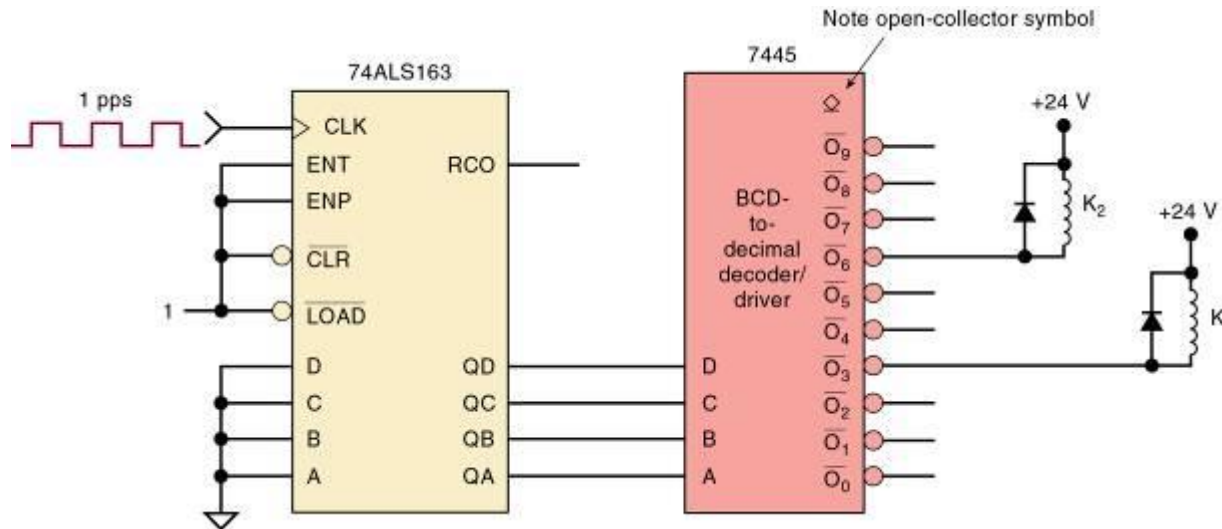 Note open-collector symbol
74ALS163
7445
1 pps
CLK
ENT
RCO
ENP
CLR
1
LOAD
D
QD
C
QC
B
QB
A
QA
BCD-
to-
decimal
decoder/
driver
D
C
B
A
O9
O8
O7
O6
O5
O4
O3
O2
O1
O0
+24 V
K2
+24 V
K